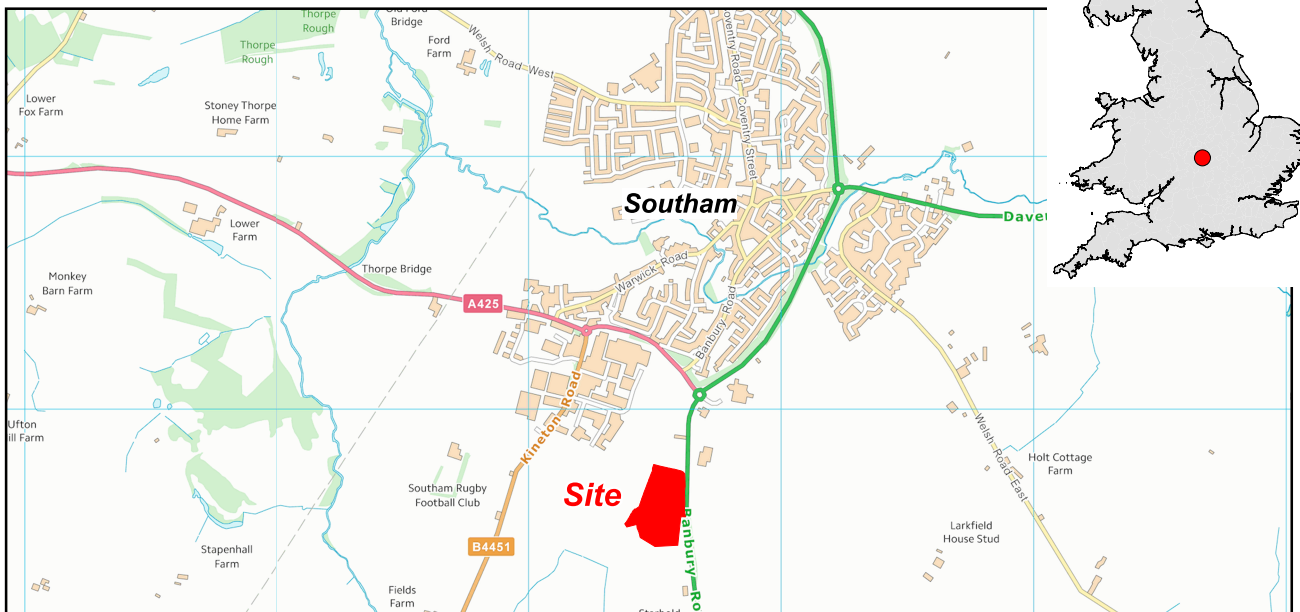 Thorpe
Rough
Bridge
Thorpe
Rough
Ford
Farm
Welsh Road West
Coventry Road
Coventry Street
Lower
Fox Farm
Stoney Thorpe
Home Farm
Southam
Lower
Farm
Monkey
Barn Farm
Thorpe Bridge
Warwick Road
A425
Banbury Road
Kineton Road
Ufton
ill Farm
Welsh Road East
Holt Cottage
Farm
Southam Rugby
Football Club
Site
Banbury Ro
Larkfield
House Stud
B4451
Stapenhall
Farm
Fields
Farm